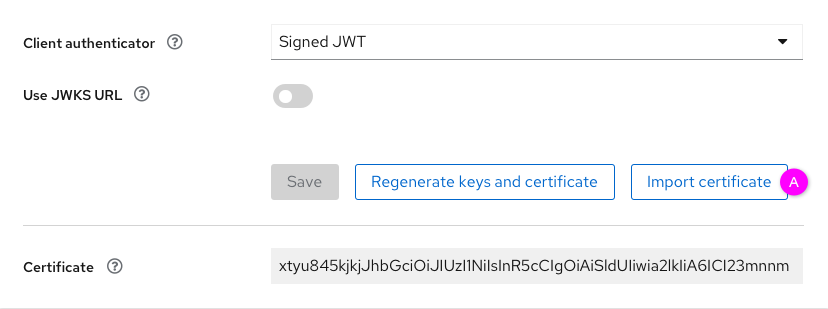 Client authenticator ?
Signed JWT
Use JWKS URL ?
Save
Regenerate keys and certificate
Import certificate
A
Certificate ?
xtyu845kjkjJhbGciOiJIUzI1NiIsInR5cCIgOiAiSldUIiwia2lkIiA6ICI23mnnm